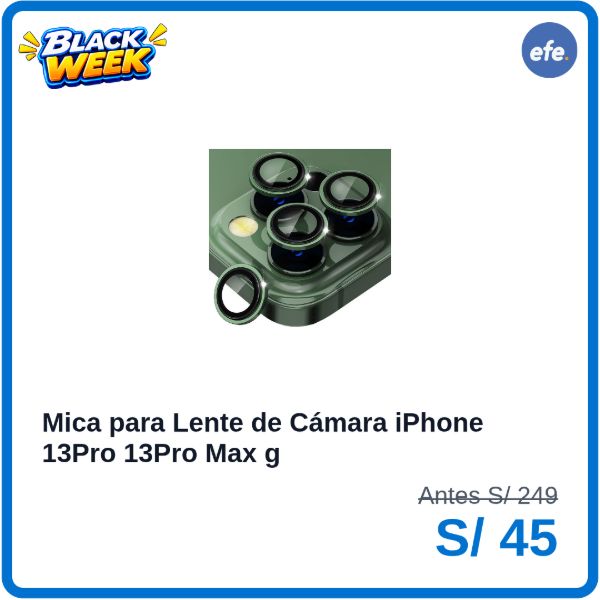 BLACK
WEEK
efe.
Mica para Lente de Cámara iPhone
13Pro 13Pro Max g
Antes S/ 249
S/ 45